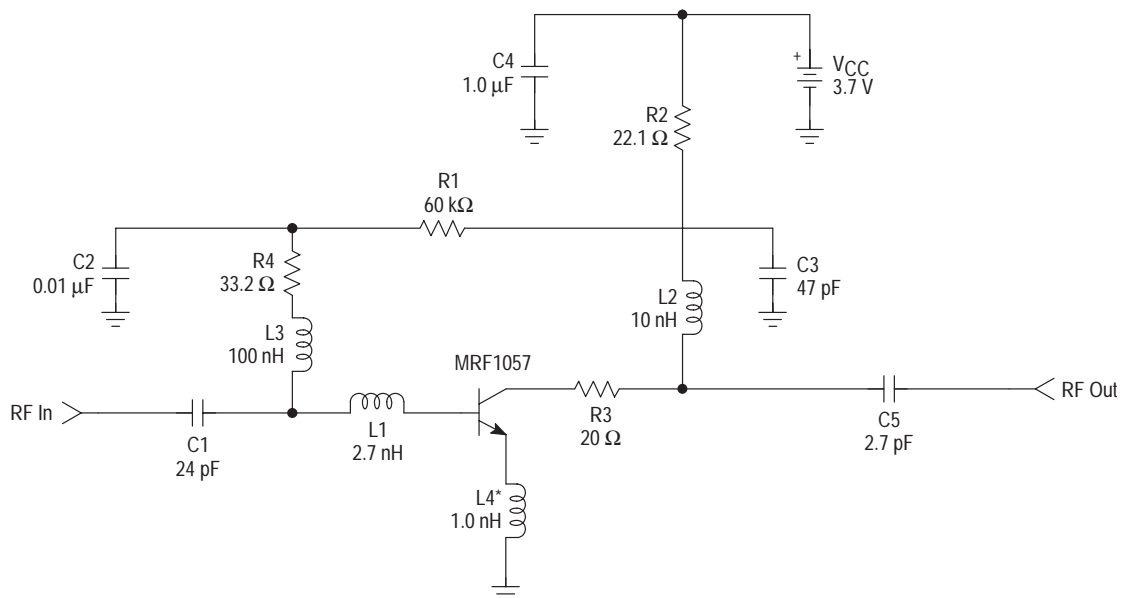 C4
1.0 µF
+
VCC
3.7 V
R2
22.1 Ω
R1
60 kΩ
C2
0.01 µF
R4
33.2 Ω
C3
47 pF
L2
10 nH
L3
100 nH
MRF1057
RF In
C1
24 pF
L1
2.7 nH
R3
20 Ω
C5
2.7 pF
RF Out
L4*
1.0 nH